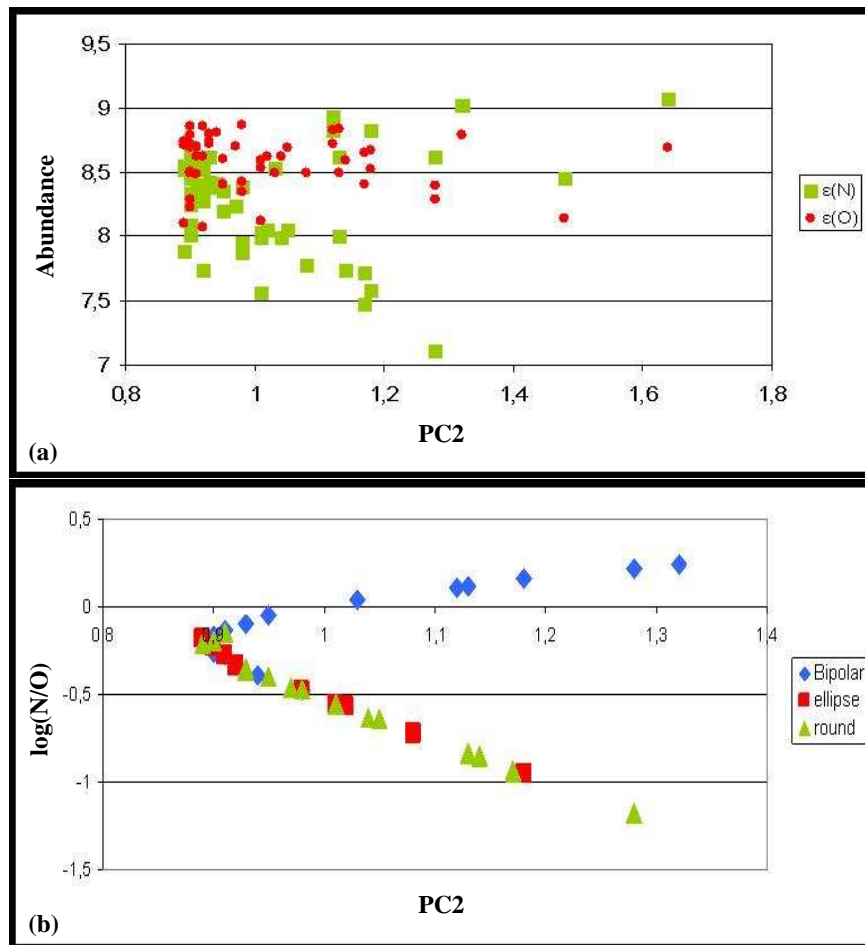 9,5
9
8,5
8
7,5
7
Abundance
0,8
1
1,2
1,4
1,6
1,8
PC2
(a)
ε(N)
ε(O)
0,5
0
-0,5
-1
-1,5
log(N/O)
0.8
0,9
1
1,1
1,2
1,3
1,4
PC2
(b)
Bipolar
ellipse
round